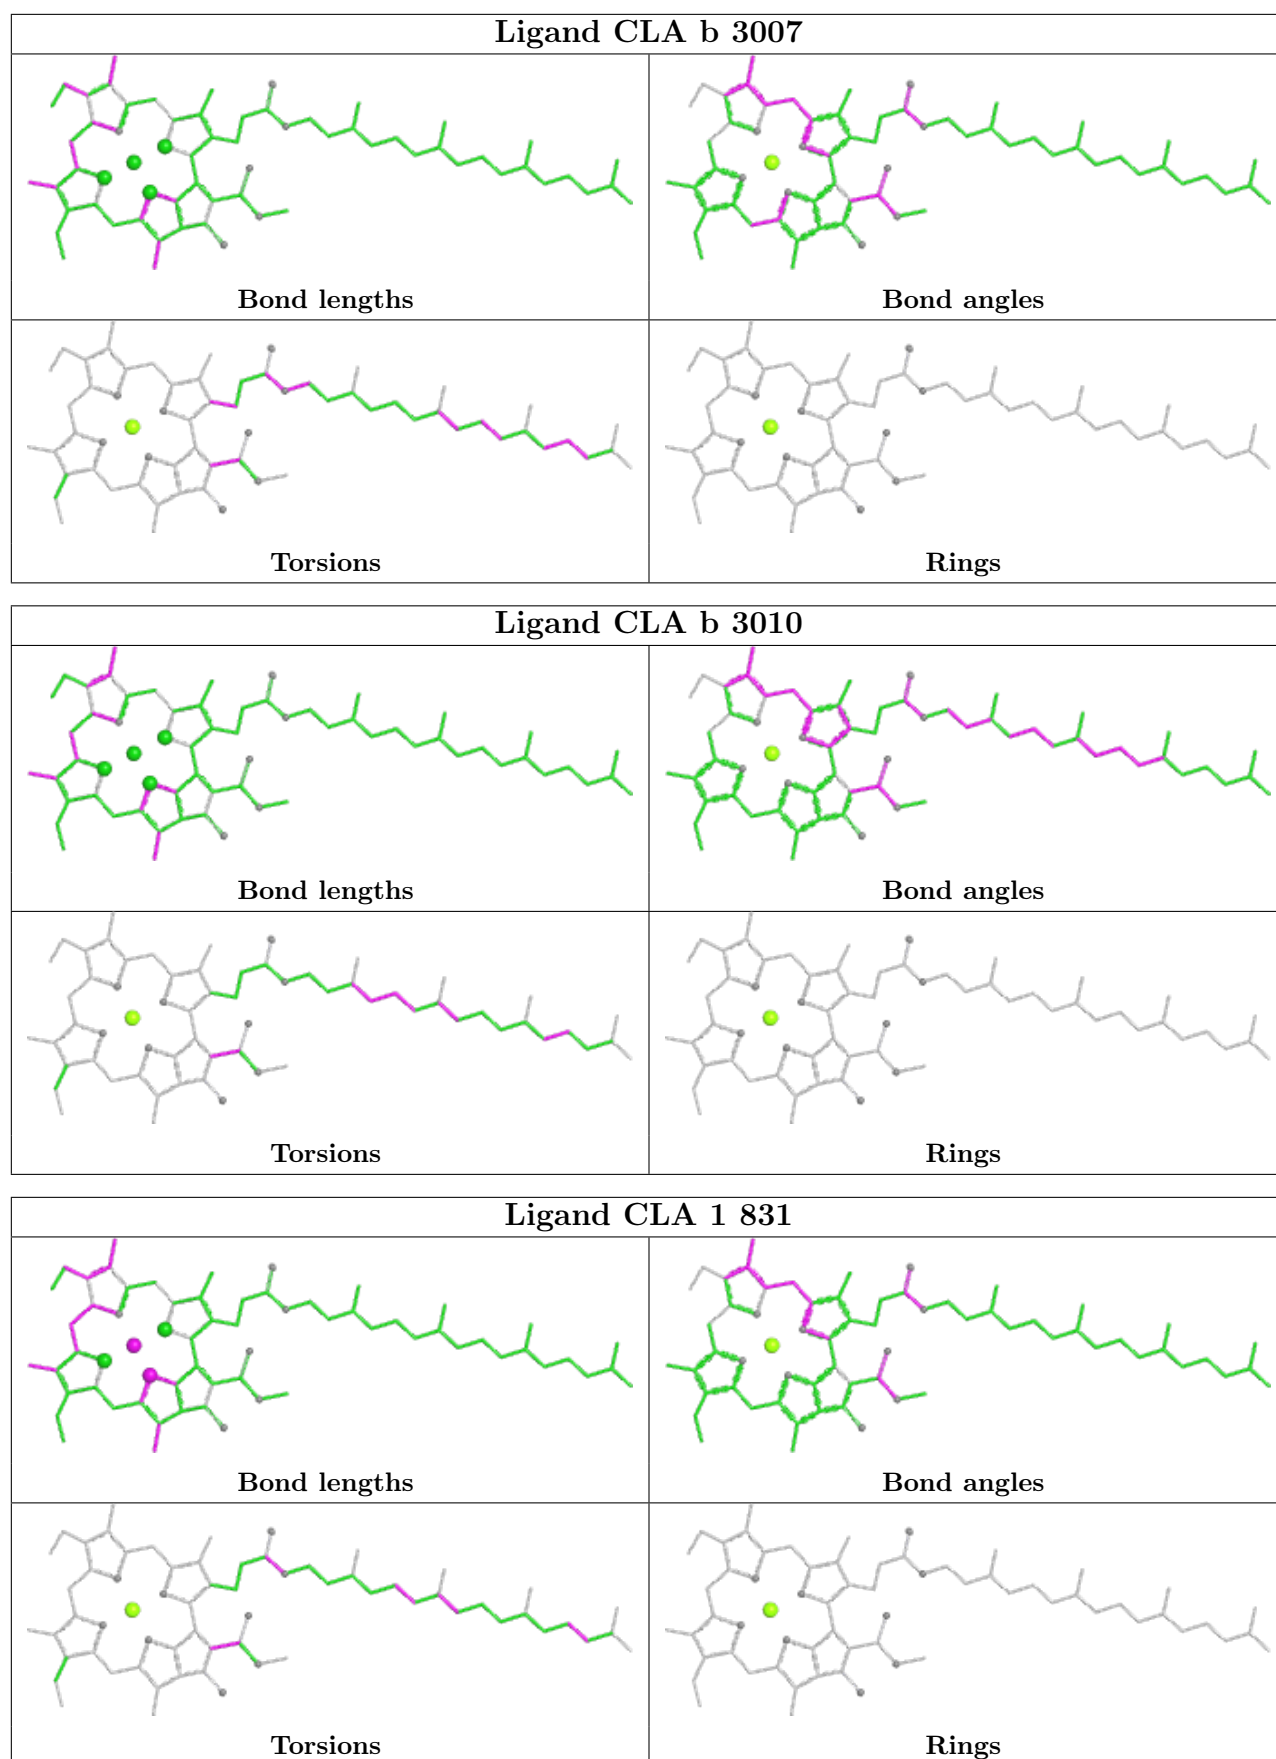 Ligand CLA b 3007
Bond lengths
Bond angles
Torsions
Rings
Ligand CLA b 3010
Bond lengths
Bond angles
Torsions
Rings
Ligand CLA 1 831
Bond lengths
Bond angles
Torsions
Rings